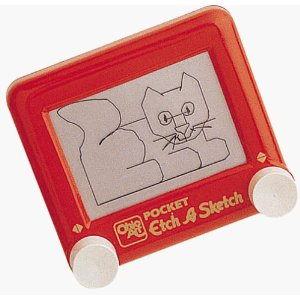 OHIO
ART
POCKET
Etch A Sketch